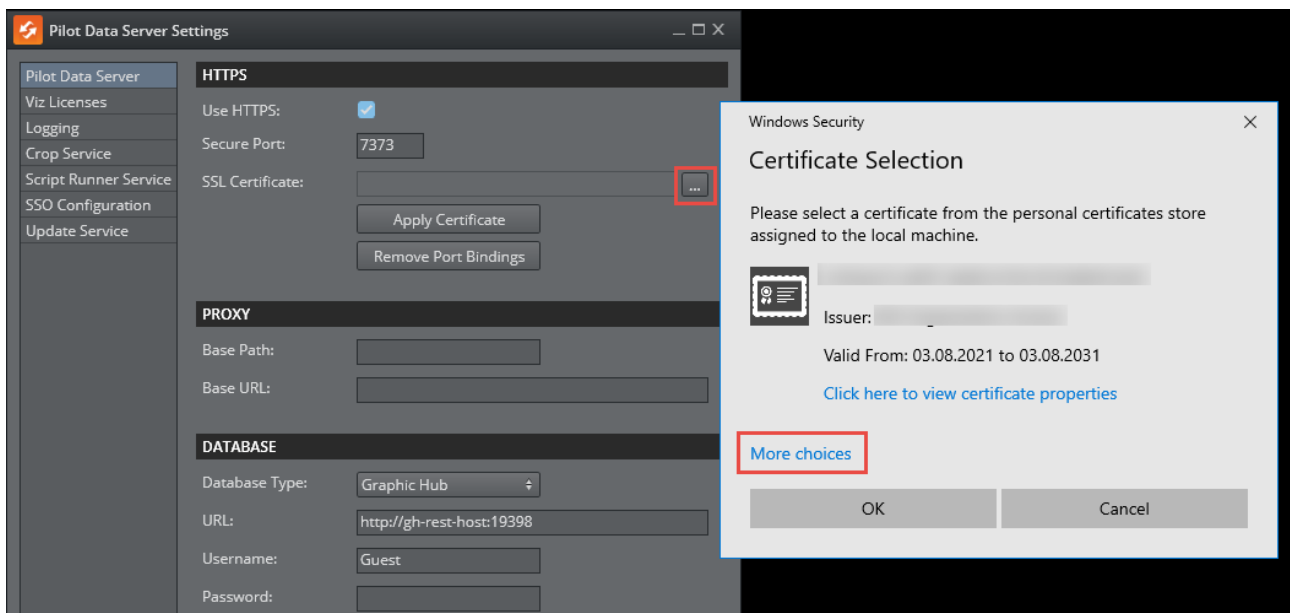 Pilot Data Server Settings
Pilot Data Server
Viz Licenses
Logging
Crop Service
Script Runner Service
SSO Configuration
Update Service
HTTPS
Use HTTPS:
Secure Port: 7373
SSL Certificate: ...
Apply Certificate
Remove Port Bindings
PROXY
Base Path:
Base URL:
DATABASE
Database Type: Graphic Hub
URL: http://gh-rest-host:19398
Username: Guest
Password:
Windows Security
Certificate Selection
Please select a certificate from the personal certificates store
assigned to the local machine.
Issuer:
Valid From: 03.08.2021 to 03.08.2031
Click here to view certificate properties
More choices
OK Cancel